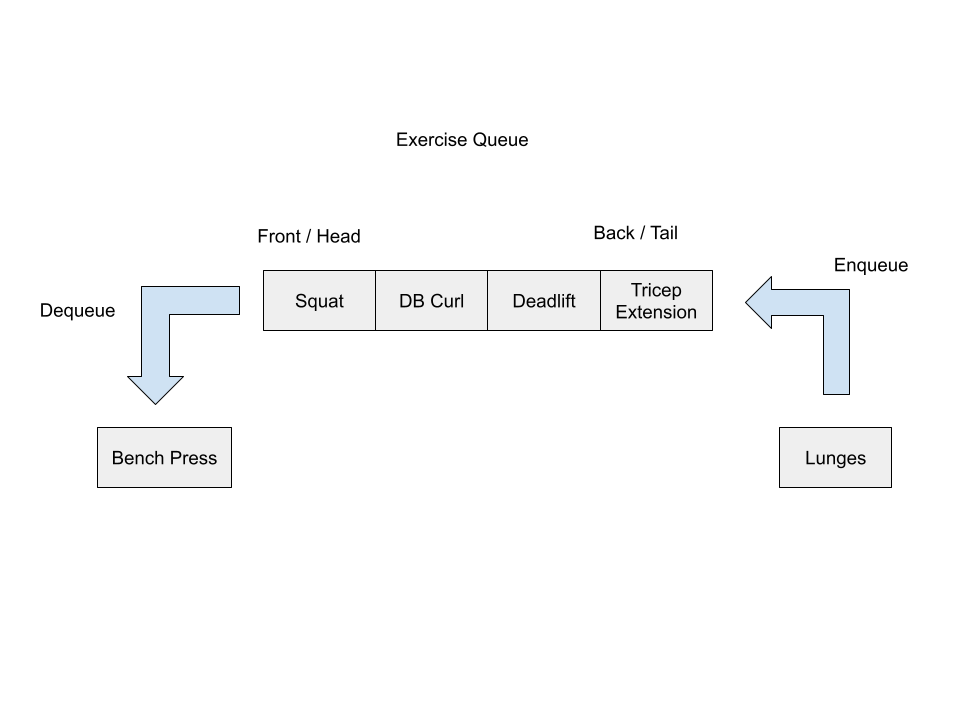 Exercise Queue
Front / Head
Back / Tail
Enqueue
Dequeue
Squat
DB Curl
Deadlift
Tricep
Extension
Bench Press
Lunges